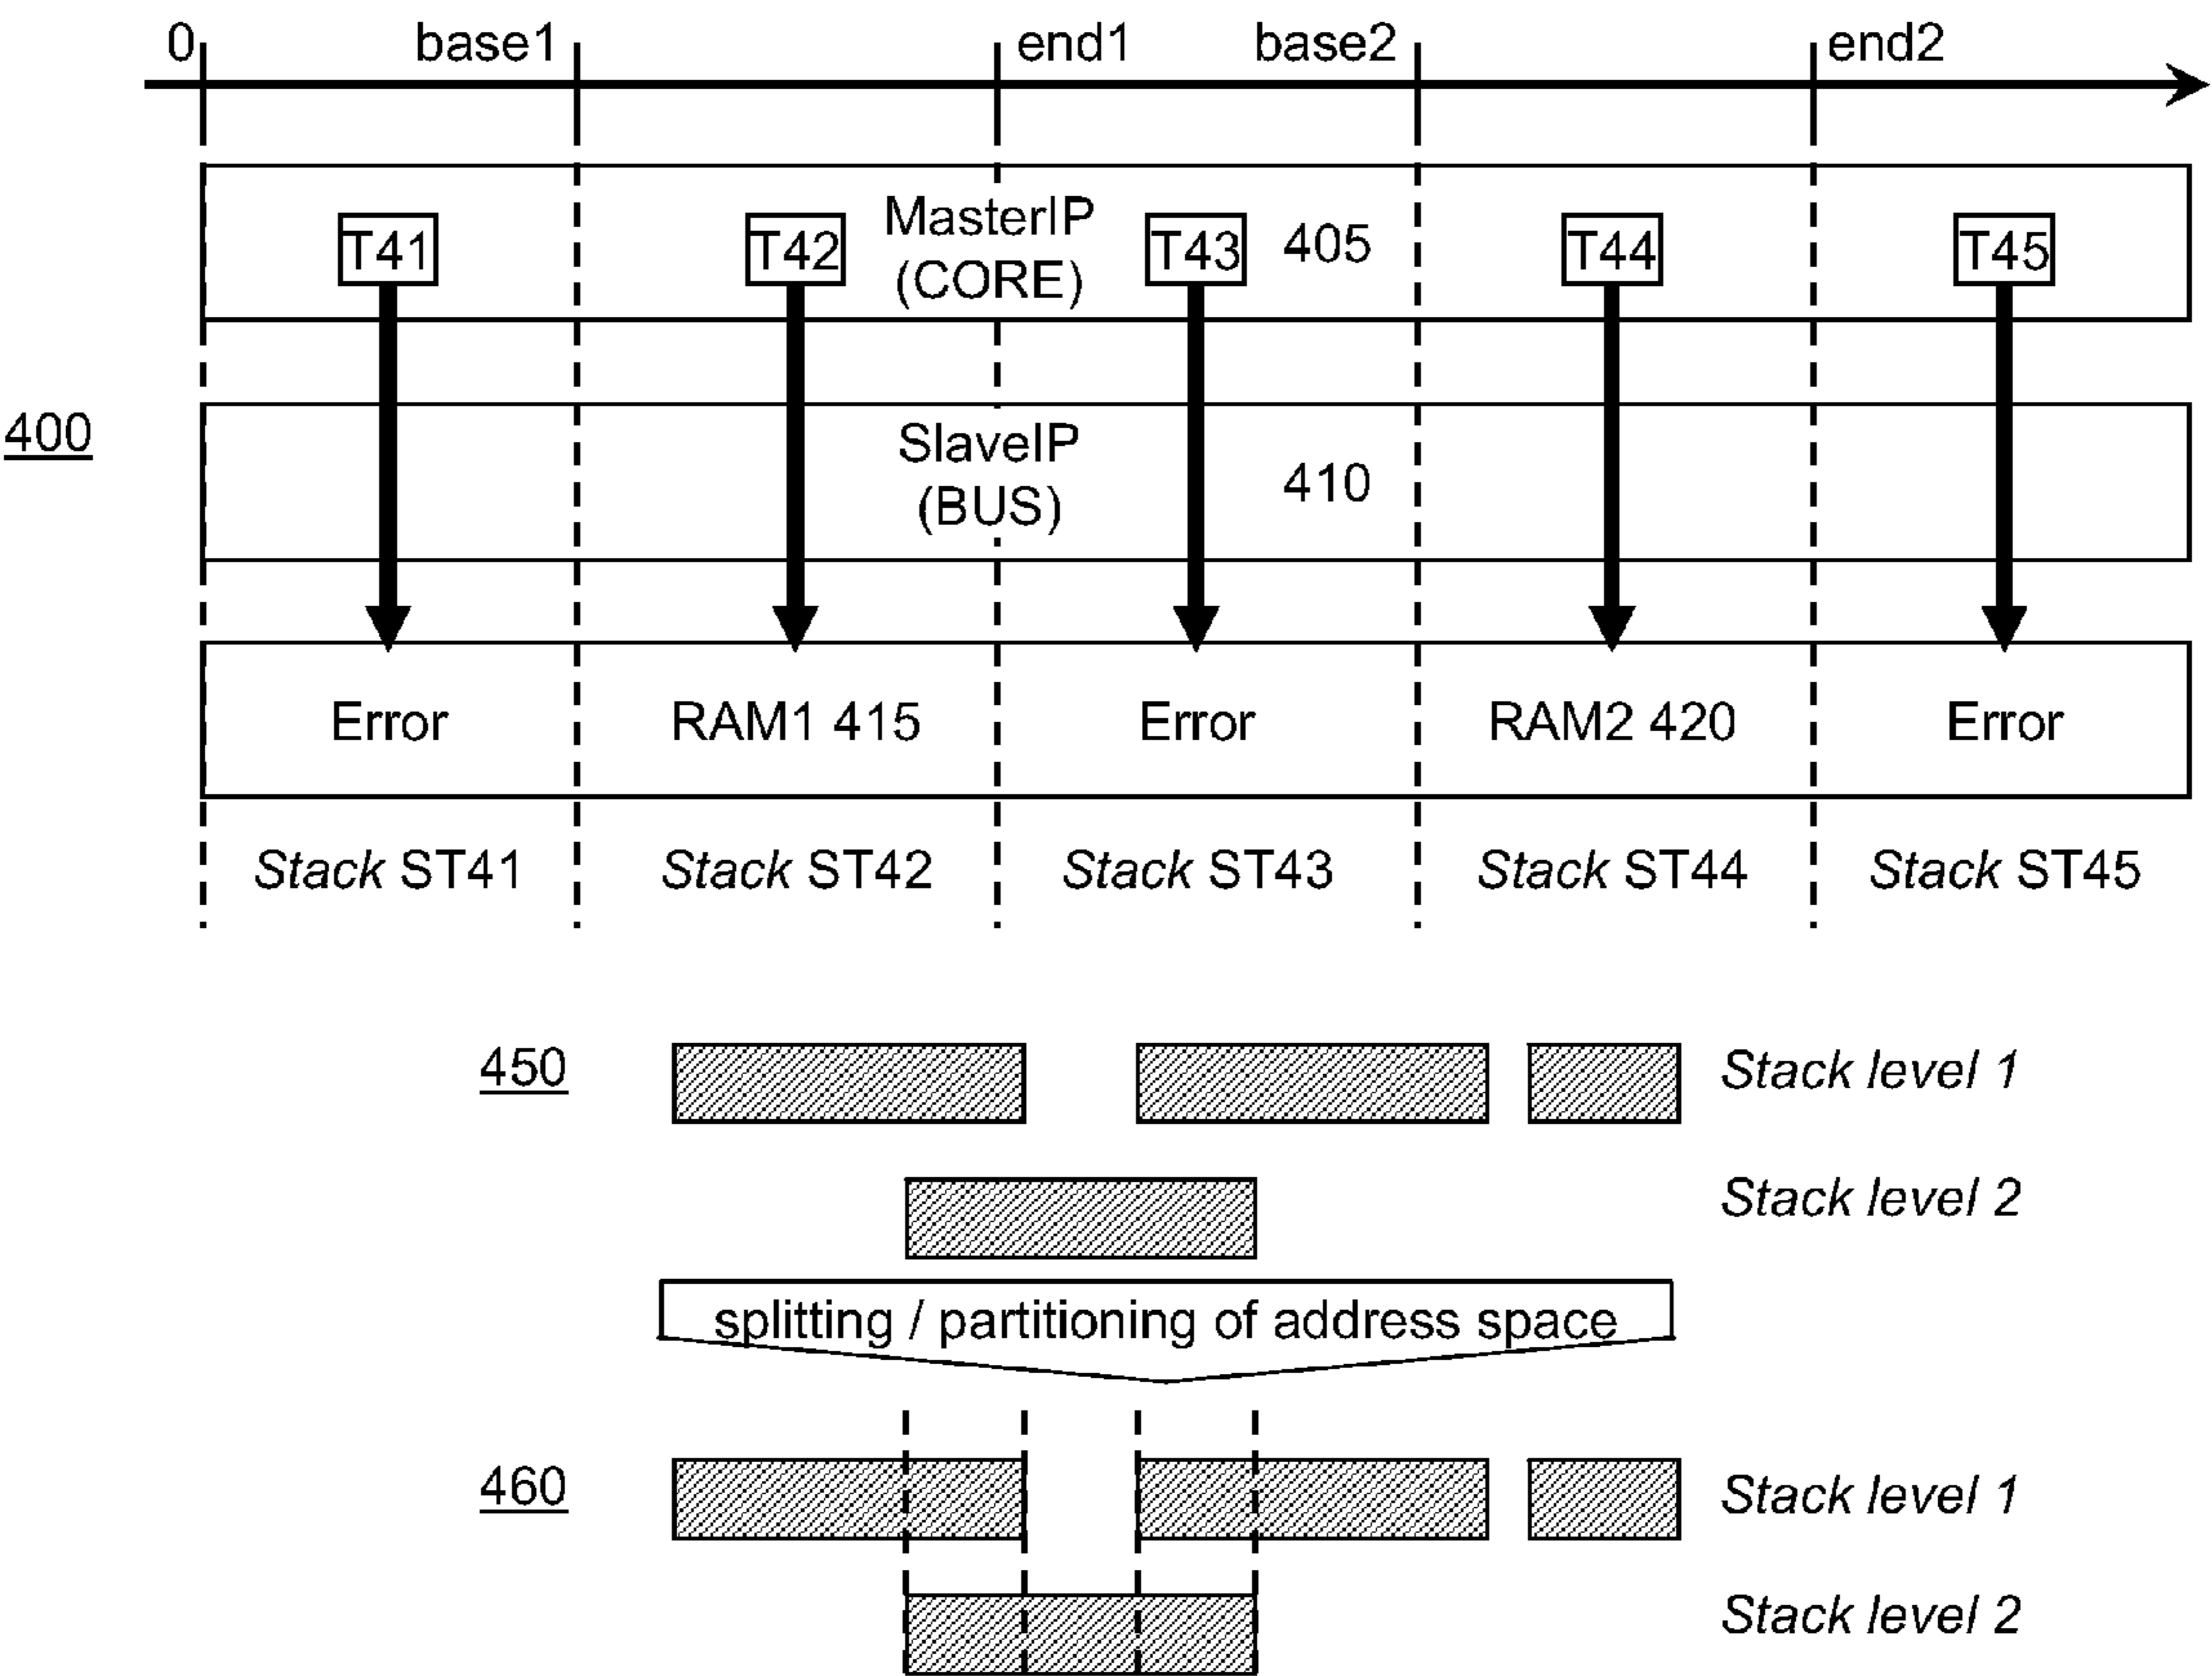 0 base1 end1 base2 end2
MasterIP
T41 T42 T43 405 T44 T45
(CORE)
400
SlaveIP
410
(BUS)
Error RAM1 415 Error RAM2 420 Error
Stack ST41 Stack ST42 Stack ST43 Stack ST44 Stack ST45
450 Stack level 1
Stack level 2
splitting / partitioning of address space
460 Stack level 1
Stack level 2